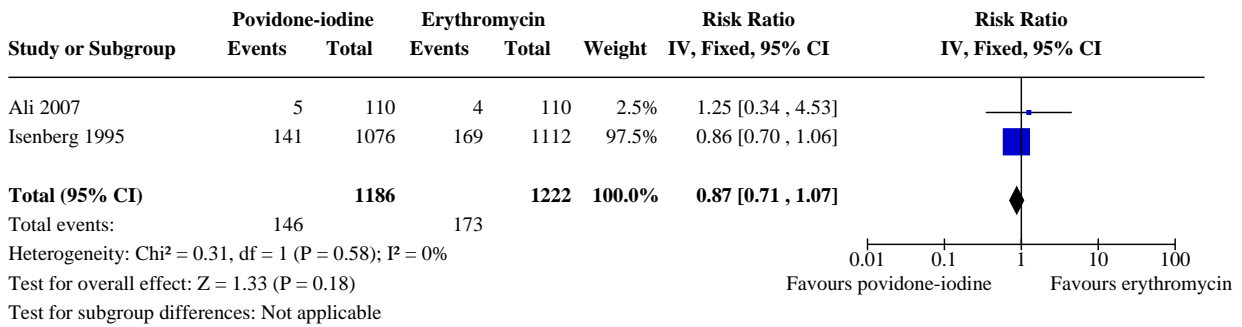 Povidone-iodine Erythromycin Risk Ratio Risk Ratio
Study or Subgroup Events Total Events Total Weight IV, Fixed, 95% CI IV, Fixed, 95% CI
Ali 2007 5 110 4 110 2.5% 1.25 [0.34 , 4.53]
Isenberg 1995 141 1076 169 1112 97.5% 0.86 [0.70 , 1.06]
Total (95% CI) 1186 1222 100.0% 0.87 [0.71 , 1.07]
Total events: 146 173
Heterogeneity: Chi² = 0.31, df = 1 (P = 0.58); I² = 0%
0.01 0.1 1 10 100
Test for overall effect: Z = 1.33 (P = 0.18)
Favours povidone-iodine Favours erythromycin
Test for subgroup differences: Not applicable